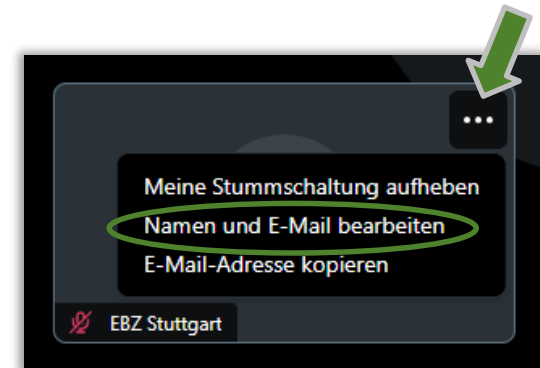 Meine Stummschaltung aufheben
Namen und E-Mail bearbeiten
E-Mail-Adresse kopieren
EBZ Stuttgart